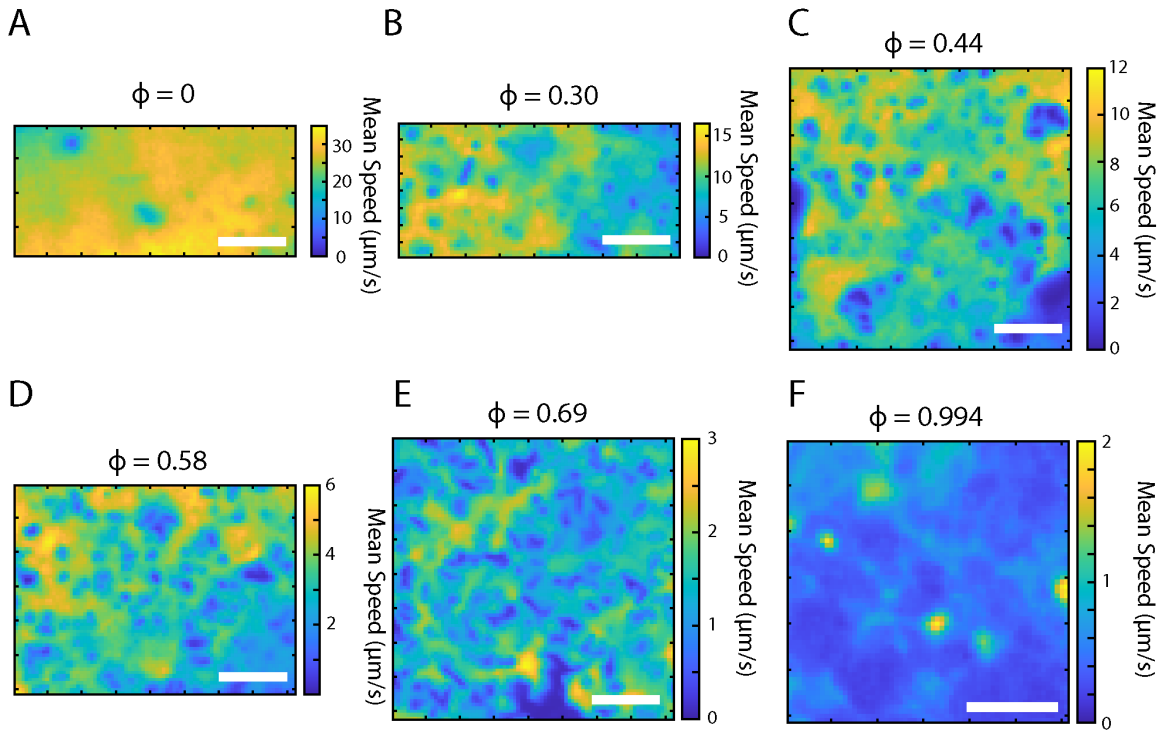 A
ϕ = 0
30
20
10
0
Mean Speed (μm/s)
B
ϕ = 0.30
15
10
5
0
Mean Speed (μm/s)
C
ϕ = 0.44
12
10
8
6
4
2
0
Mean Speed (μm/s)
D
ϕ = 0.58
6
4
2
Mean Speed (μm/s)
E
ϕ = 0.69
3
2
1
0
Mean Speed (μm/s)
F
ϕ = 0.994
2
1
1
0
Mean Speed (μm/s)